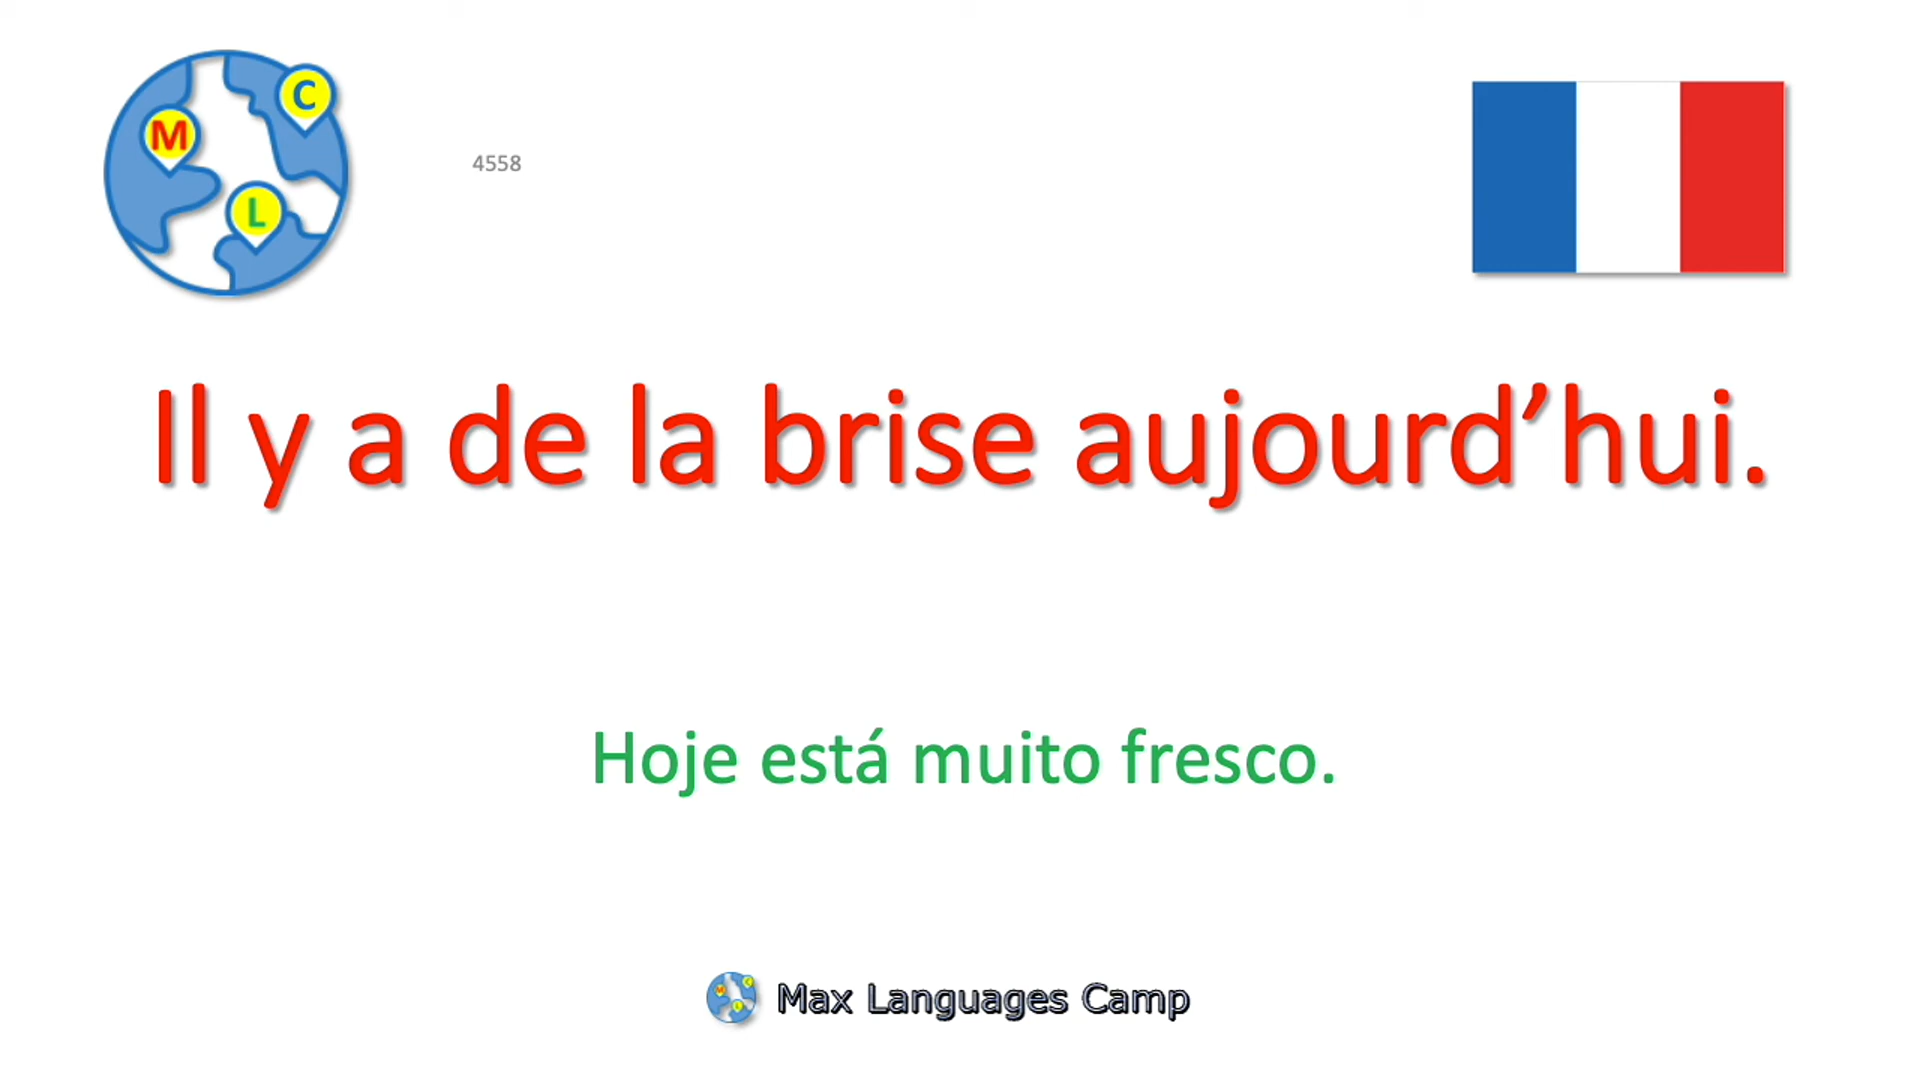 C
M
L
4558
Il y a de la brise aujourd’hui.
Hoje está muito fresco.
Max Languages Camp